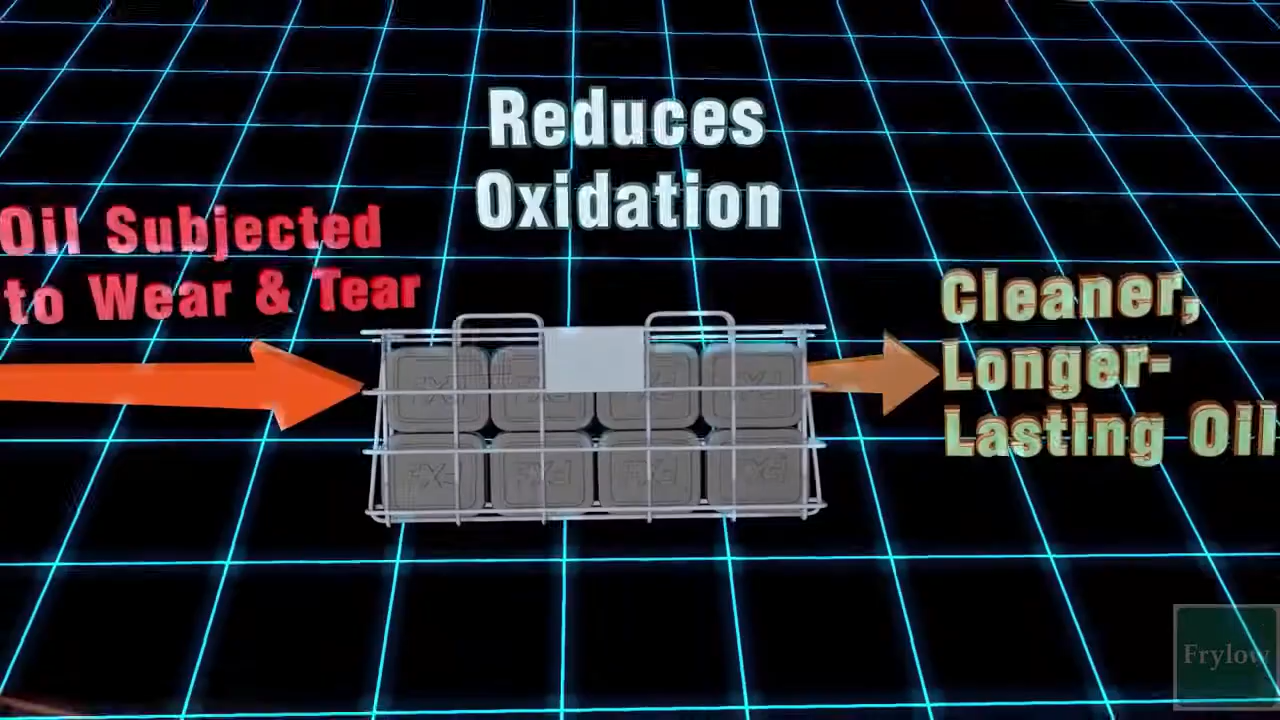 Reduces
Oxidation
Oil Subjected
to Wear & Tear
Cleaner,
Longer-
Lasting Oil
Frylow